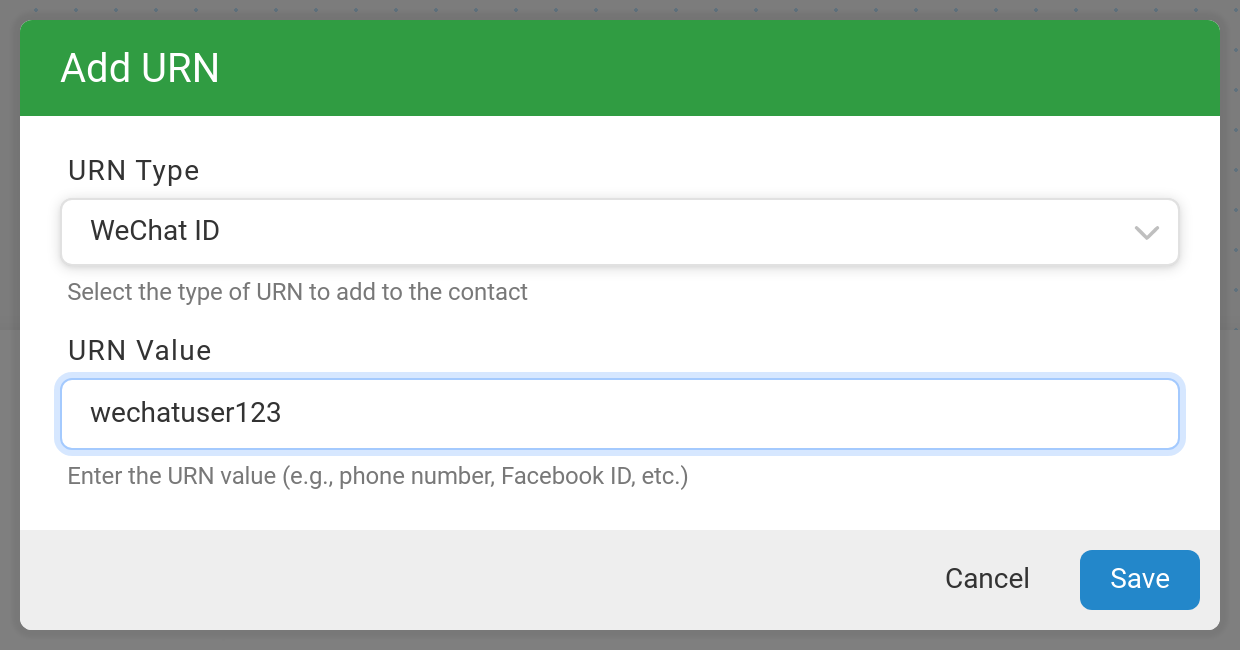 Add URN
URN Type
WeChat ID
Select the type of URN to add to the contact
URN Value
wechatuser123
Enter the URN value (e.g., phone number, Facebook ID, etc.)
Cancel
Save